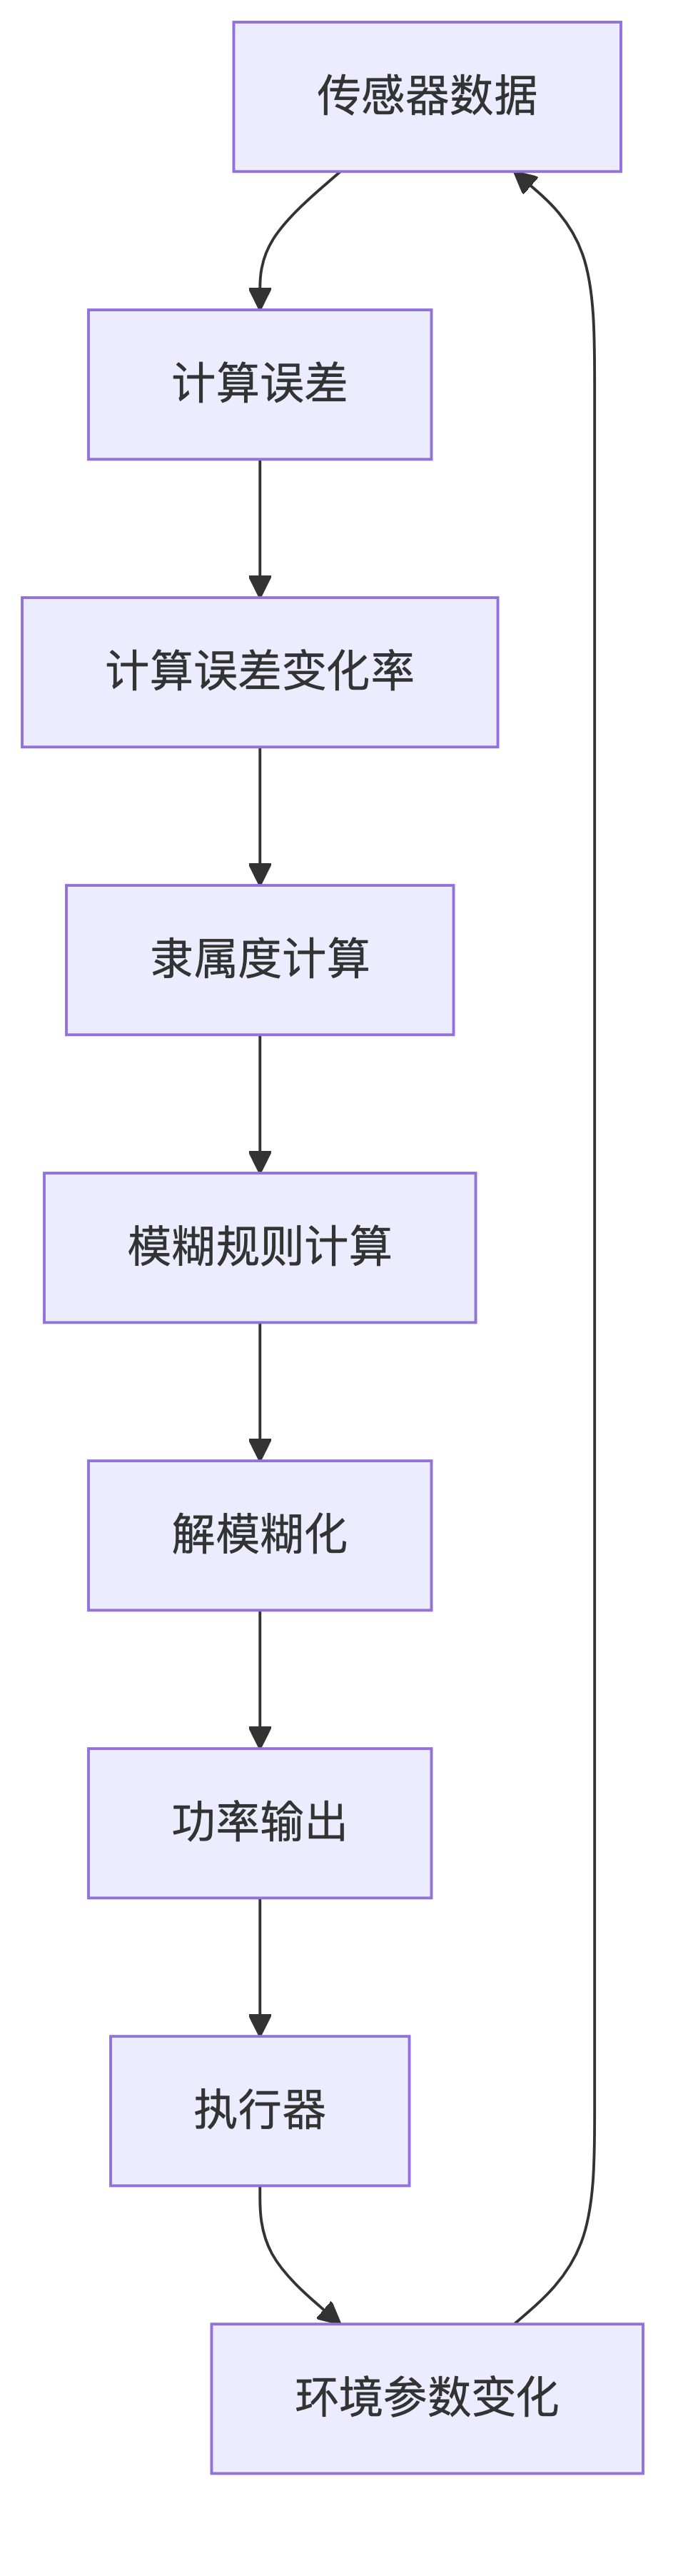 传感器数据
计算误差
计算误差变化率
隶属度计算
模糊规则计算
解模糊化
功率输出
执行器
环境参数变化